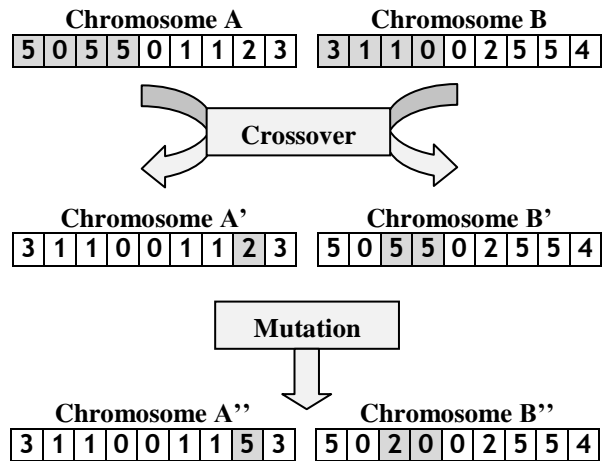 Chromosome A Chromosome B
5 0 5 5 0 1 1 2 3 3 1 1 0 0 2 5 5 4
Crossover
Chromosome A’ Chromosome B’
3 1 1 0 0 1 1 2 3 5 0 5 5 0 2 5 5 4
Mutation
Chromosome A’’ Chromosome B’’
3 1 1 0 0 1 1 5 3 5 0 2 0 0 2 5 5 4